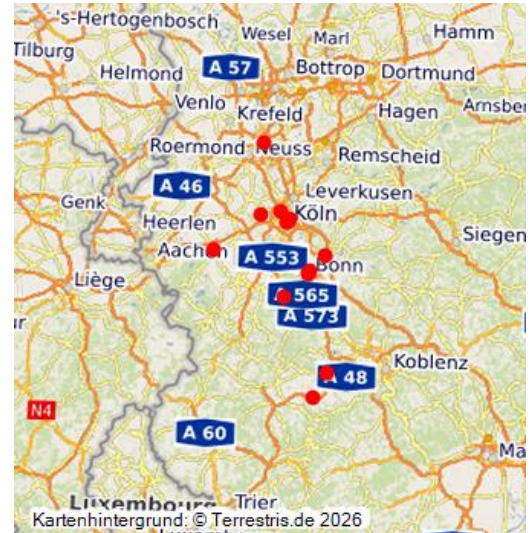 's-Hertogenbosch
Wesel
Marl
Hamm
Tilburg
A 57
Bottrop
Dortmund
Helmond
Venlo
Krefeld
Hagen
Arnsber
Roermond
Neuss
Remscheid
A 46
Leverkusen
Genk
Heerlen
Köln
Siegen
Aachen
A 553
Bonn
Liège
A 565
A 573
ur
Koblenz
A 48
N4
A 60
Ma
Luxembourg
Trier
Kartenhintergrund: © Terrestris.de 2026